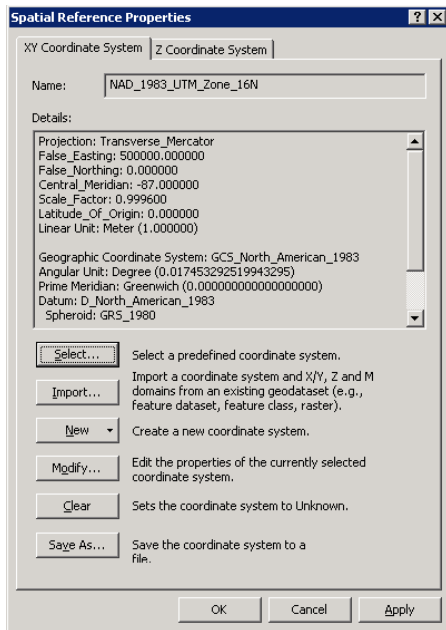 Spatial Reference Properties
XY Coordinate System
Z Coordinate System
Name:
NAD_1983_UTM_Zone_16N
Details:
Projection: Transverse_Mercator
False_Easting: 500000.000000
False_Northing: 0.000000
Central_Meridian: -87.000000
Scale_Factor: 0.999600
Latitude_Of_Origin: 0.000000
Linear Unit: Meter (1.000000)
Geographic Coordinate System: GCS_North_American_1983
Angular Unit: Degree (0.017453292519943295)
Prime Meridian: Greenwich (0.000000000000000000)
Datum: D_North_American_1983
Spheroid: GRS_1980
Select...
Select a predefined coordinate system.
Import...
Import a coordinate system and X/Y, Z and M
domains from an existing geodataset (e.g.,
feature dataset, feature class, raster).
New
Create a new coordinate system.
Modify...
Edit the properties of the currently selected
coordinate system.
Clear
Sets the coordinate system to Unknown.
Save As...
Save the coordinate system to a
file.
OK
Cancel
Apply